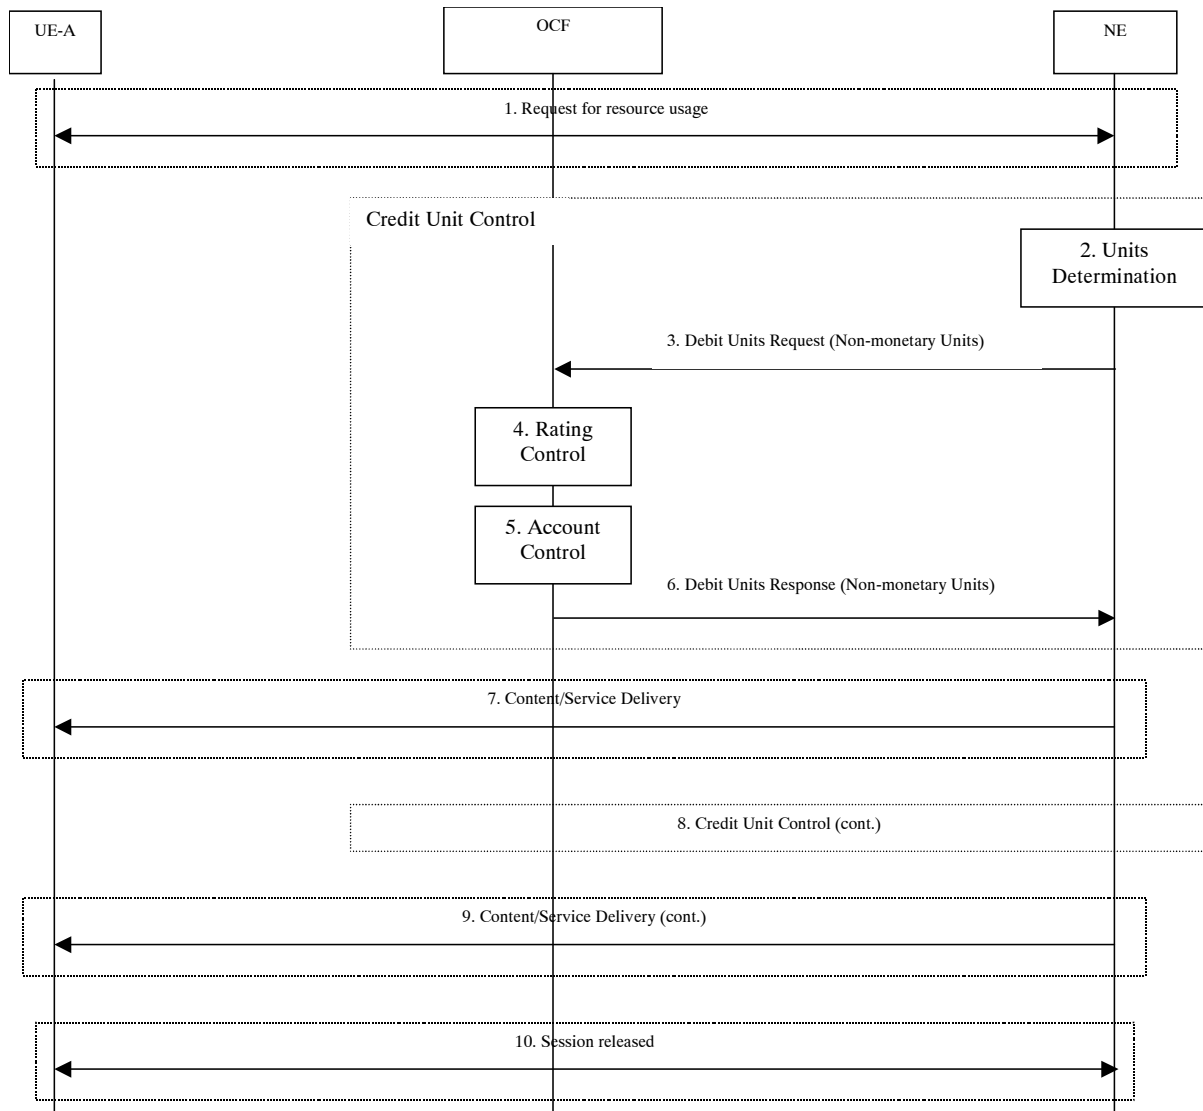 UE-A
OCF
NE
1. Request for resource usage
Credit Unit Control
2. Units
Determination
3. Debit Units Request (Non-monetary Units)
4. Rating
Control
5. Account
Control
6. Debit Units Response (Non-monetary Units)
7. Content/Service Delivery
8. Credit Unit Control (cont.)
9. Content/Service Delivery (cont.)
10. Session released